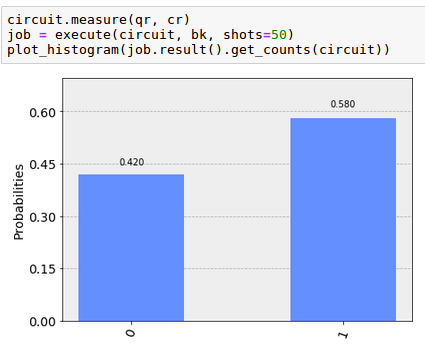 circuit.measure(qr, cr)
job = execute(circuit, bk, shots=50)
plot_histogram(job.result().get_counts(circuit))
0.580
0.60
0.420
0.45
Probabilities
0.30
0.15
0.00
0
1